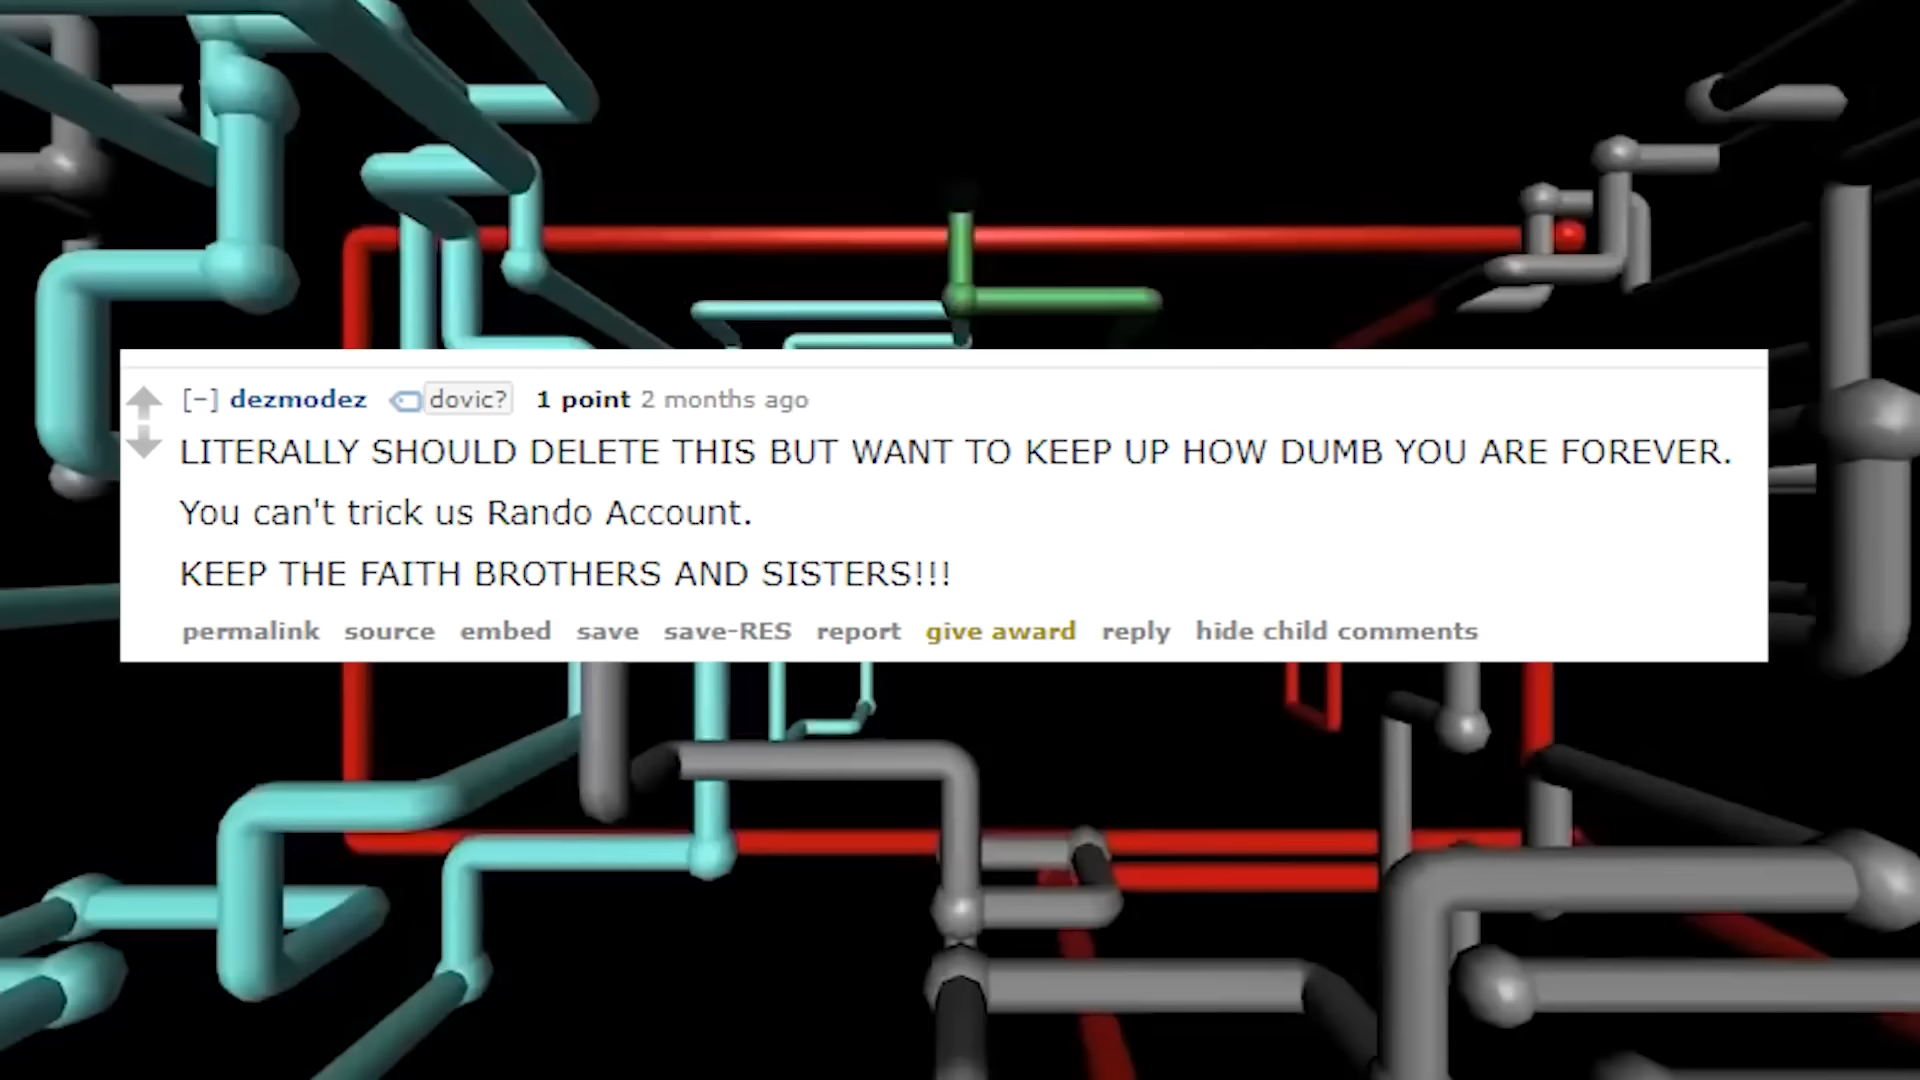 [−] dezmodez dovic? 1 point 2 months ago
LITERALLY SHOULD DELETE THIS BUT WANT TO KEEP UP HOW DUMB YOU ARE FOREVER.
You can't trick us Rando Account.
KEEP THE FAITH BROTHERS AND SISTERS!!!
permalink source embed save save-RES report give award reply hide child comments